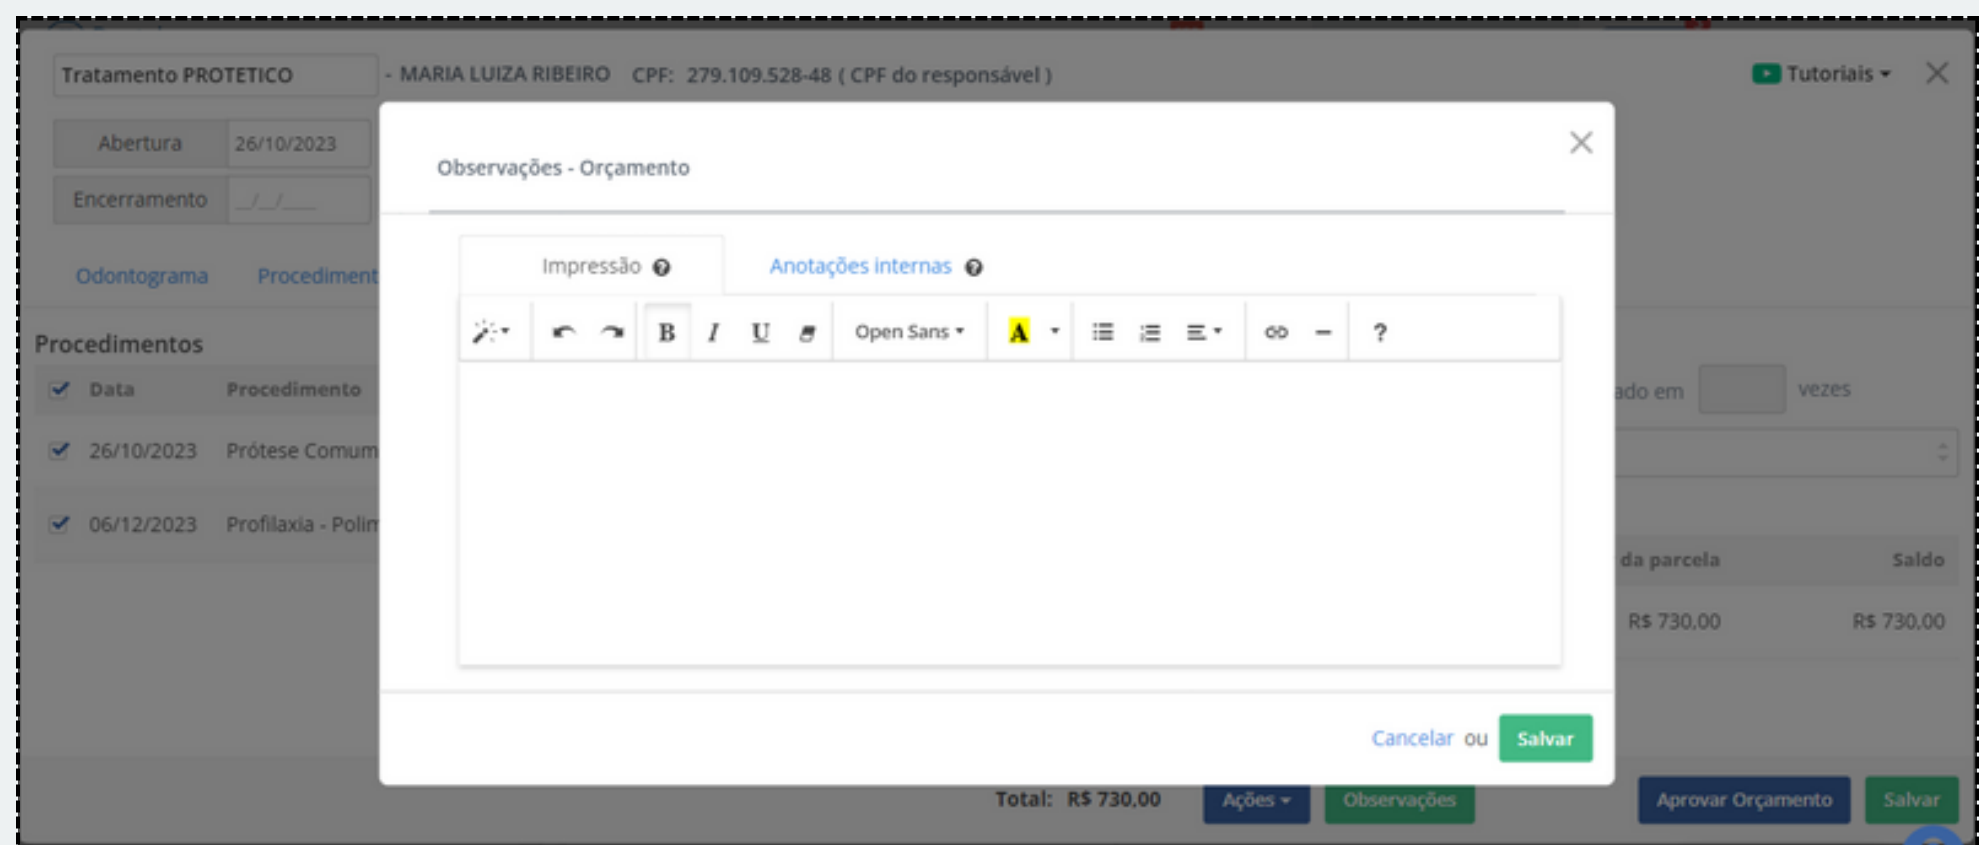 Tratamento PROTETICO - MARIA LUIZA RIBEIRO CPF: 279.109.528-48 ( CPF do responsável ) Tutoriais
Abertura 26/10/2023
Encerramento __/__/____
Observações - Orçamento
Odontograma Procediment
Impressão ? Anotações internas ?
B I U Open Sans A ?
Procedimentos
Data Procedimento ado em vezes
26/10/2023 Prótese Comum
06/12/2023 Profilaxia - Polim
da parcela Saldo
R$ 730,00 R$ 730,00
Cancelar ou Salvar
Total: R$ 730,00 Ações Observações Aprovar Orçamento Salvar